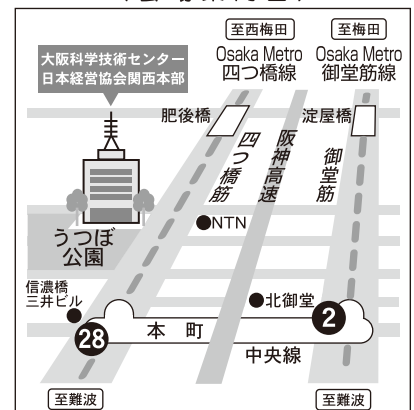 至西梅田
至梅田
Osaka Metro
四つ橋線
Osaka Metro
御堂筋線
大阪科学技術センター
日本経営協会関西本部
肥後橋
淀屋橋
四つ橋筋
阪神高速
御堂筋
NTN
うつぼ
公園
信濃橋
三井ビル
北御堂
28
本町
2
中央線
至難波
至難波